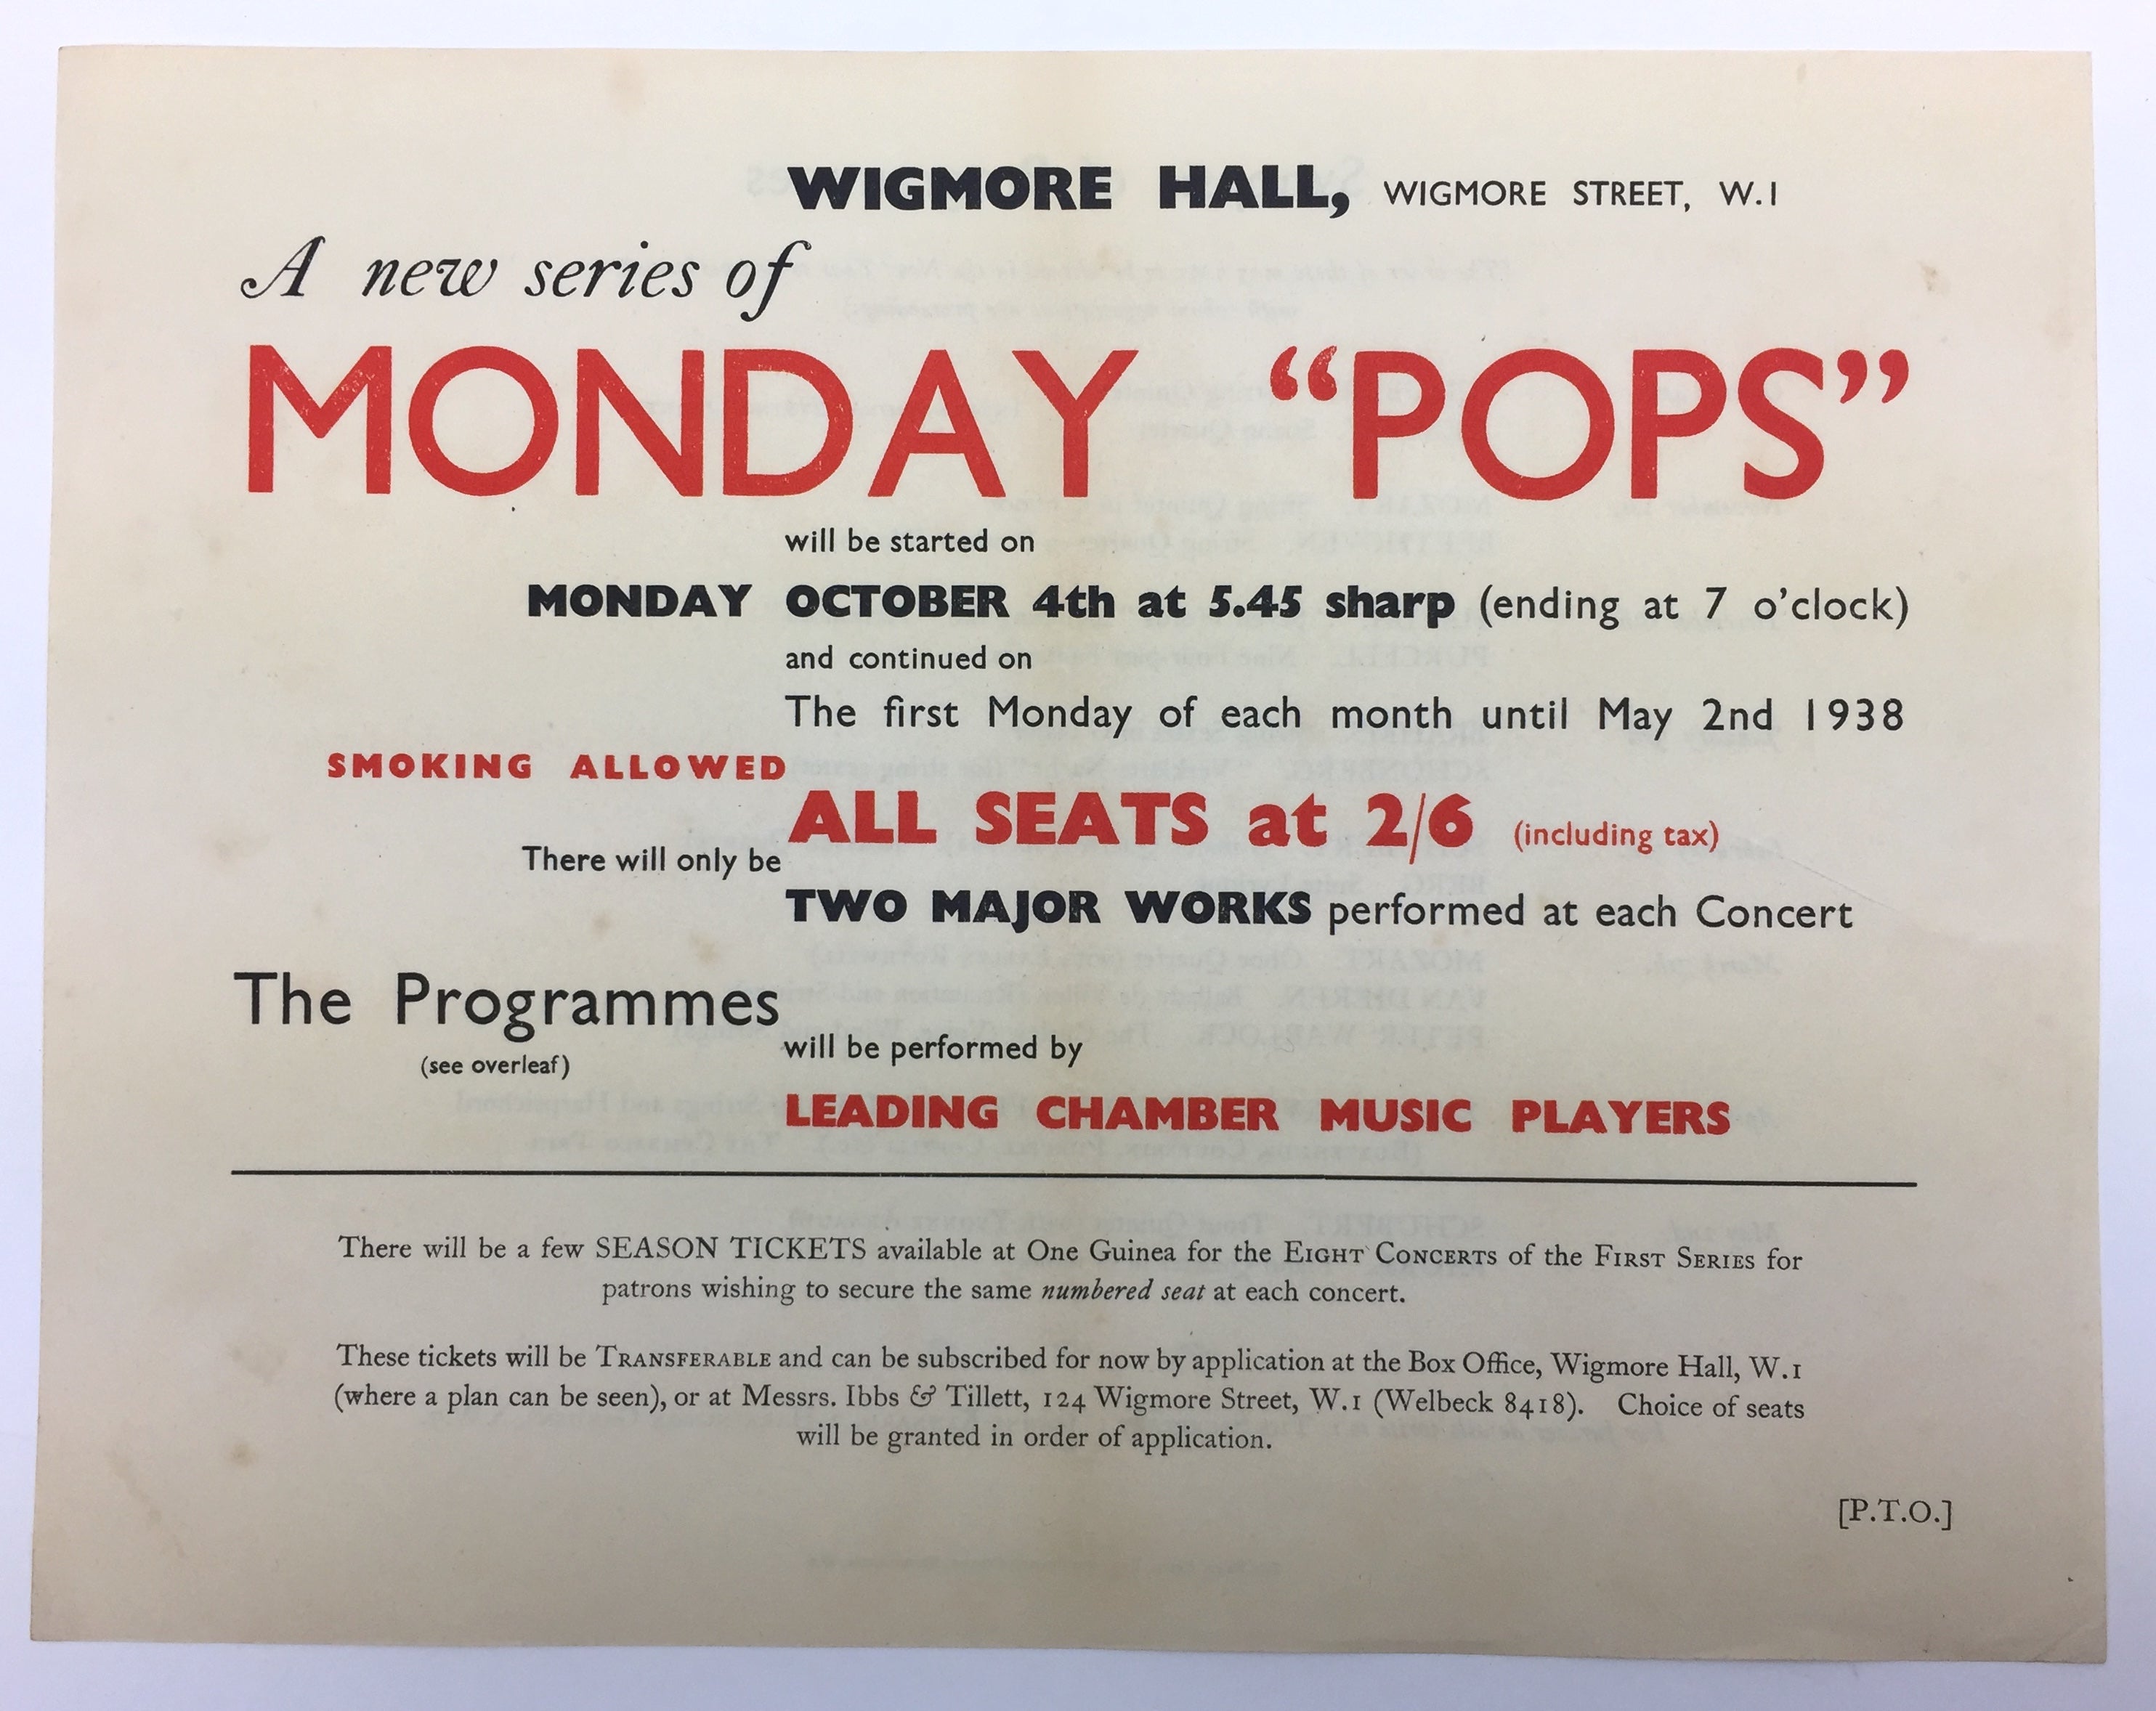 WIGMORE HALL, WIGMORE STREET, W.1
A new series of
MONDAY “POPS”
will be started on
MONDAY OCTOBER 4th at 5.45 sharp (ending at 7 o’clock)
and continued on
The first Monday of each month until May 2nd 1938
SMOKING ALLOWED
ALL SEATS at 2/6 (including tax)
There will only be
TWO MAJOR WORKS performed at each Concert
The Programmes
(see overleaf)
will be performed by
LEADING CHAMBER MUSIC PLAYERS
There will be a few SEASON TICKETS available at One Guinea for the EIGHT CONCERTS of the FIRST SERIES for
patrons wishing to secure the same numbered seat at each concert.
These tickets will be TRANSFERABLE and can be subscribed for now by application at the Box Office, Wigmore Hall, W.1
(where a plan can be seen), or at Messrs. Ibbs & Tillett, 124 Wigmore Street, W.1 (Welbeck 8418). Choice of seats
will be granted in order of application.
[P.T.O.]